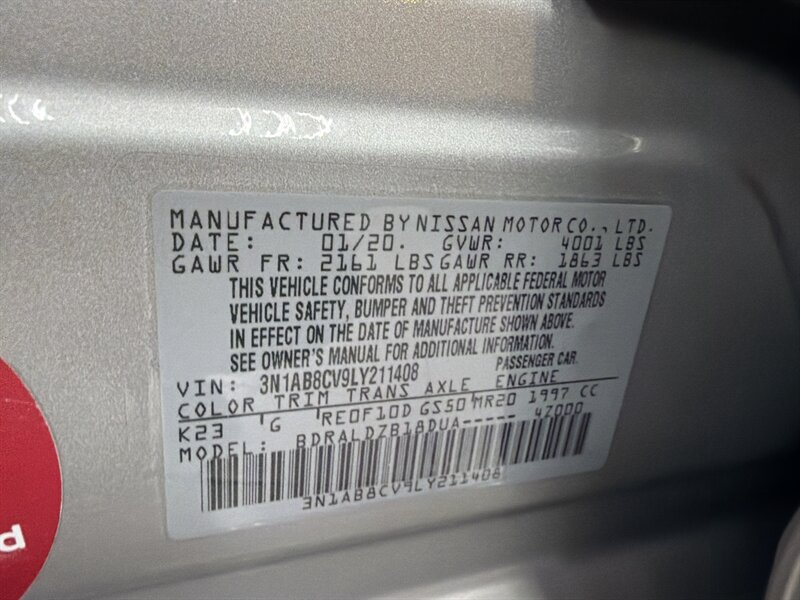 MANUFACTURED BY NISSAN MOTOR CO., LTD.
DATE: 01/20. GVWR: 4001 LBS
GAWR FR: 2161 LBS GAWR RR: 1863 LBS
THIS VEHICLE CONFORMS TO ALL APPLICABLE FEDERAL MOTOR
VEHICLE SAFETY, BUMPER AND THEFT PREVENTION STANDARDS
IN EFFECT ON THE DATE OF MANUFACTURE SHOWN ABOVE.
SEE OWNER'S MANUAL FOR ADDITIONAL INFORMATION.
VIN: 3N1AB8CV9LY211408 PASSENGER CAR.
COLOR TRIM TRANS AXLE ENGINE
K23 G RE0F10D GS50 MR20 1997 CC
MODEL: BDRALDZB18DUA----- 4Z000
3N1AB8CV9LY211408